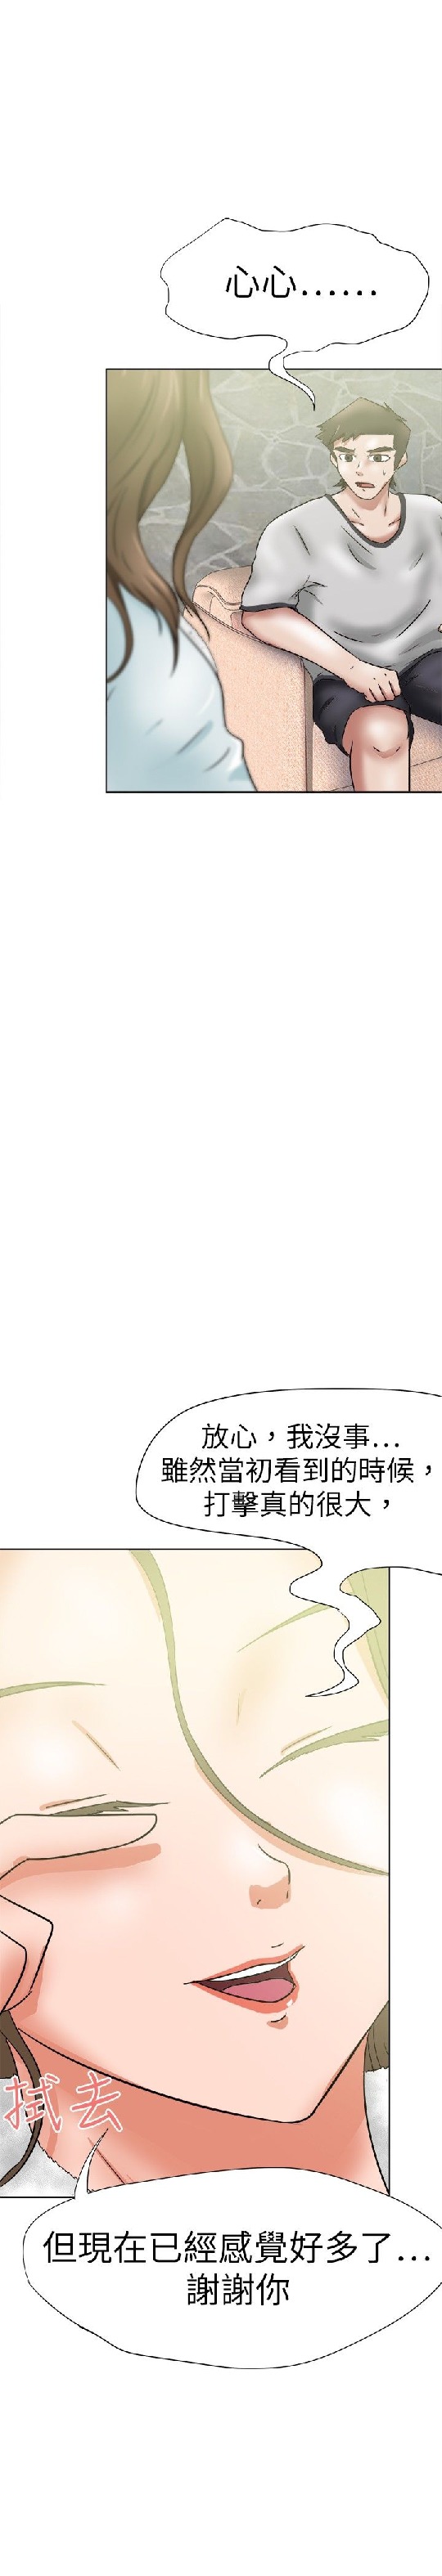 心心......
放心，我沒事...
雖然當初看到的時候，
打擊真的很大，
拭去
但現在已經感覺好多了...
謝謝你